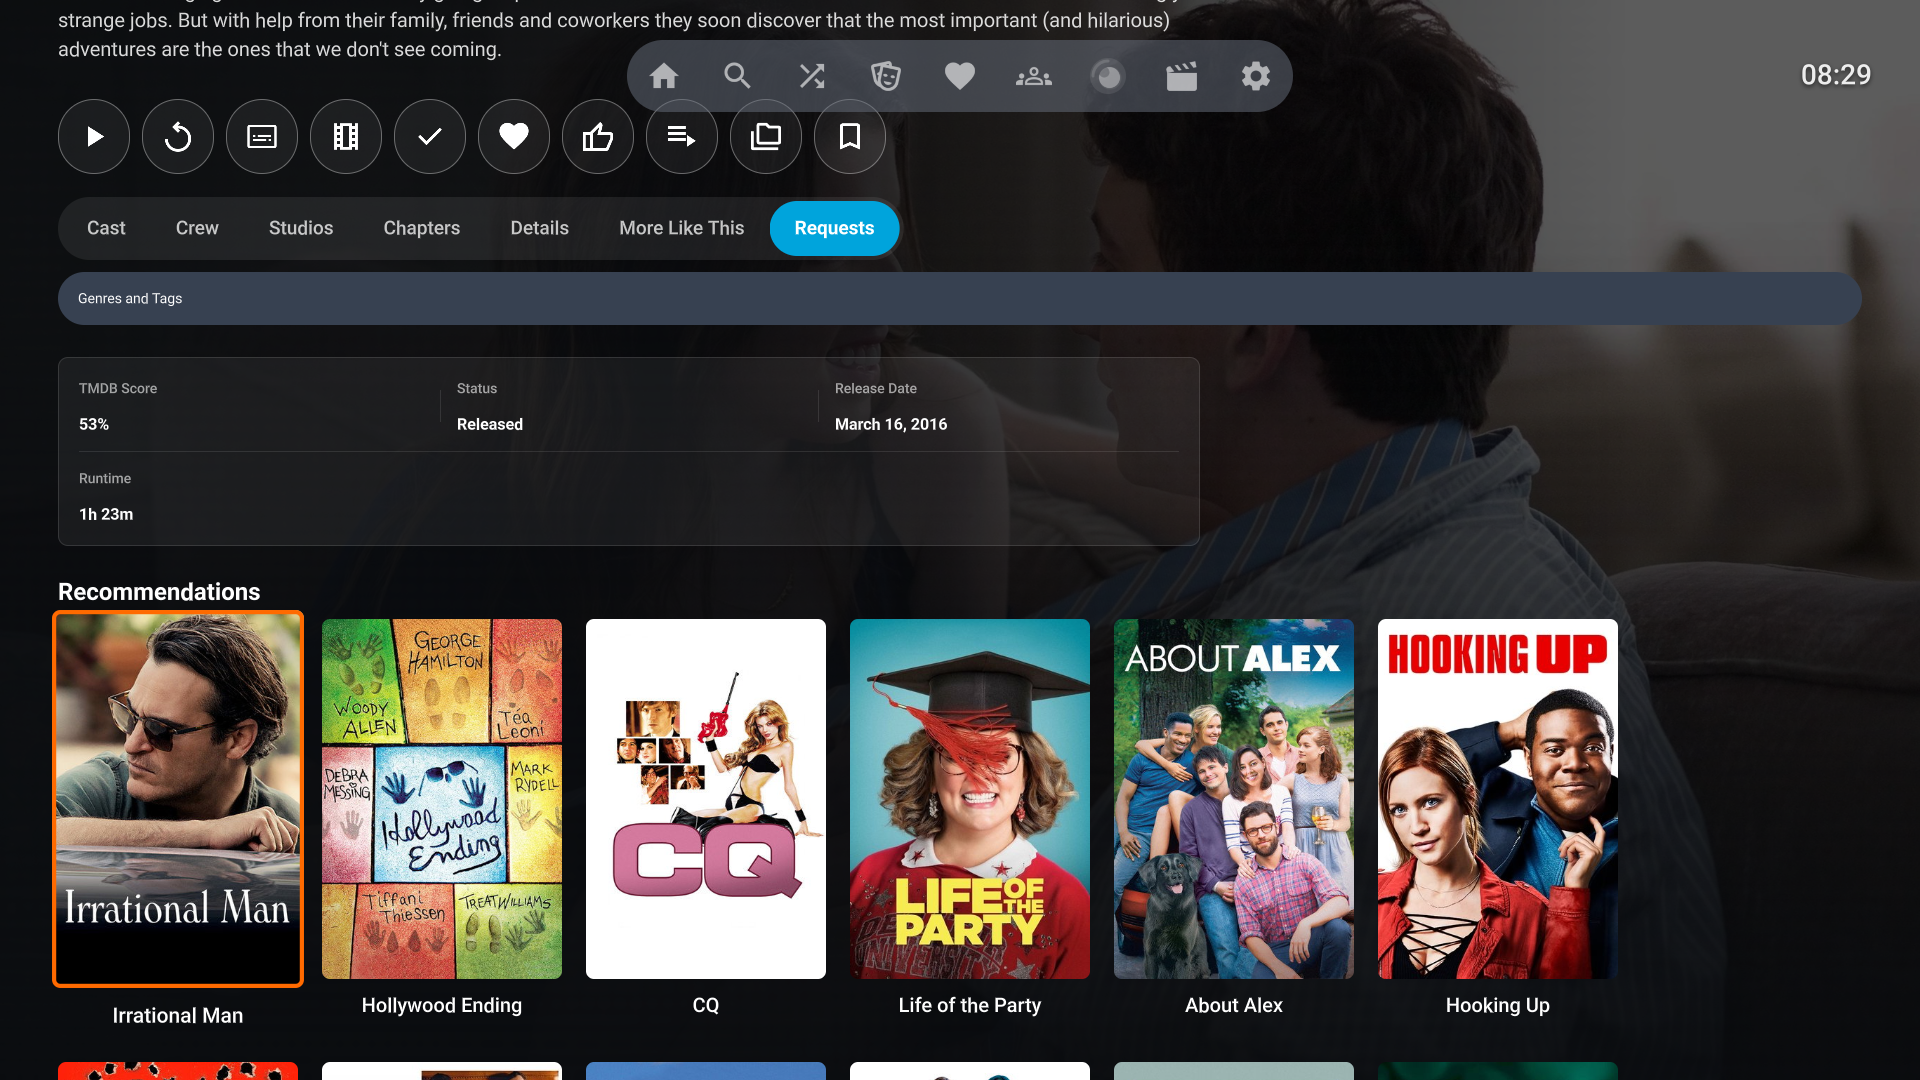 strange jobs. But with help from their family, friends and coworkers they soon discover that the most important (and hilarious)
adventures are the ones that we don't see coming.
08:29
Cast Crew Studios Chapters Details More Like This Requests
Genres and Tags
TMDB Score Status Release Date
53% Released March 16, 2016
Runtime
1h 23m
Recommendations
Irrational Man
GEORGE
HAMILTON
WOODY
ALLEN
Téa
Leoni
DEBRA
MESSING
MARK
RYDELL
Hollywood
Ending
Tiffani
Thiessen
TREAT WILLIAMS
CQ
LIFE OF THE
PARTY
ABOUT ALEX
HOOKING UP
Irrational Man
Hollywood Ending
CQ
Life of the Party
About Alex
Hooking Up